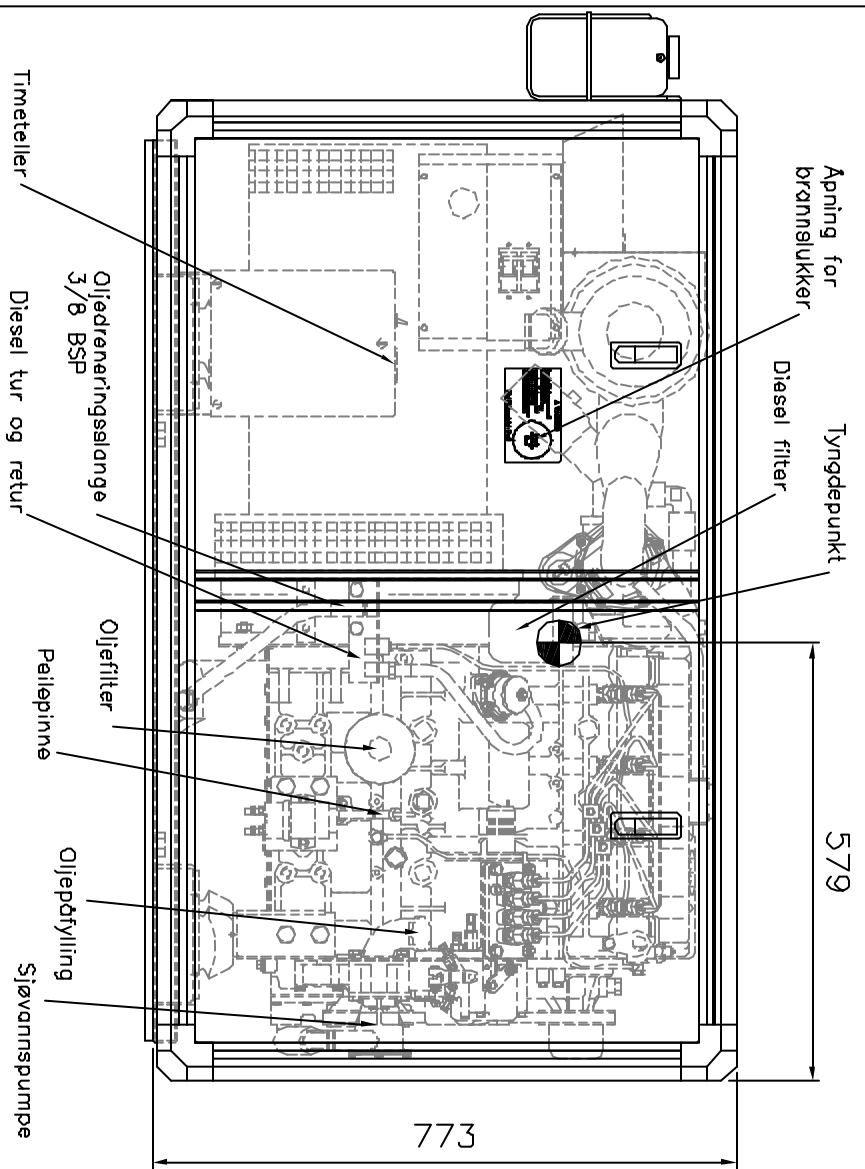 Åpning for
brannslukker
Diesel filter
Tyngdepunkt
579
Timeteller
Oljedreneringsslange
3/8 BSP
Diesel tur og retur
Oljefilter
Peilepinne
Oljepåfylling
Sjøvannspumpe
773